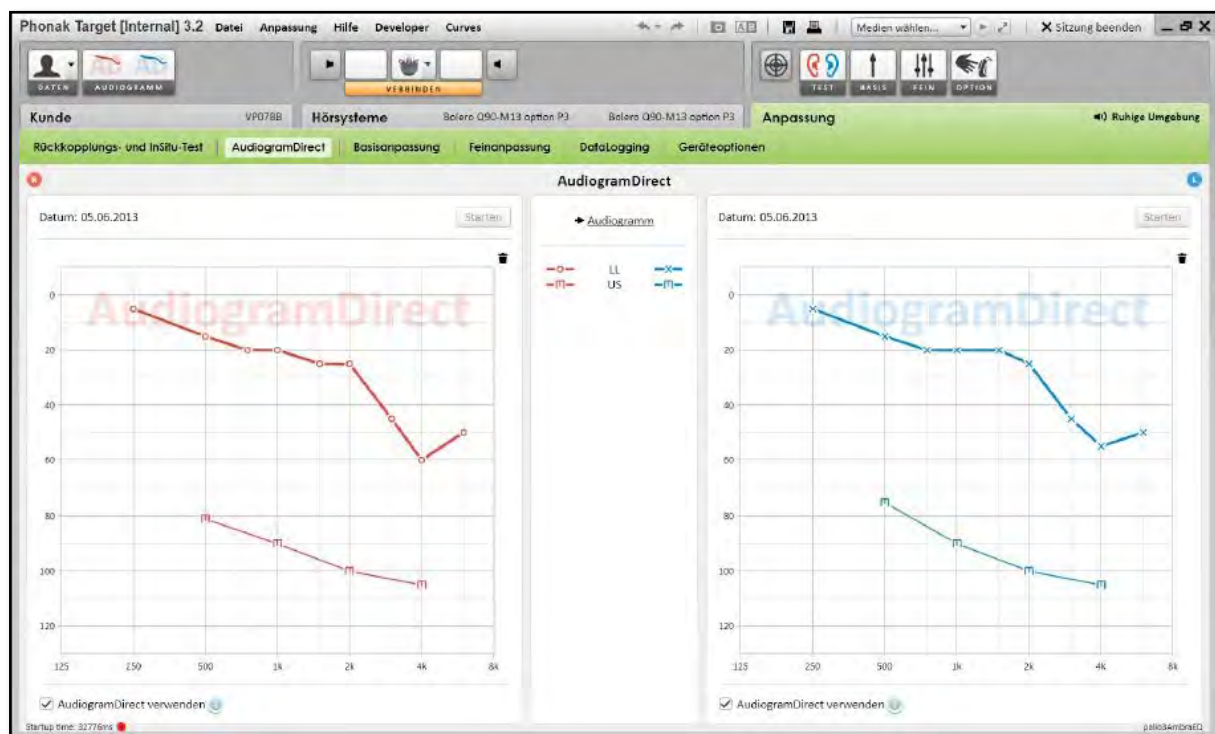 Phonak Target [Internal] 3.2 Datei Anpassung Hilfe Developer Curves Medien wählen... X Sitzung beenden
DATEN AUDIOGRAMM VERBINDEN TEST BASIS FEIN OPTION
Kunde VP078B Hörsysteme Bolero Q90-M13 option P3 Bolero Q90-M13 option P3 Anpassung Ruhige Umgebung
Rückkopplungs- und InSitu-Test AudiogramDirect Basisanpassung Feinanpassung DataLogging Geräteoptionen
R AudiogramDirect L
Datum: 05.06.2013 Starten
AudiogramDirect
0
20
40
60
80
100
120
125 250 500 1k 2k 4k 8k
AudiogramDirect verwenden
Audiogramm
LL
US
Datum: 05.06.2013 Starten
AudiogramDirect
0
20
40
60
80
100
120
125 250 500 1k 2k 4k 8k
AudiogramDirect verwenden
Startup time: 32776ms palio3AmbraEQ